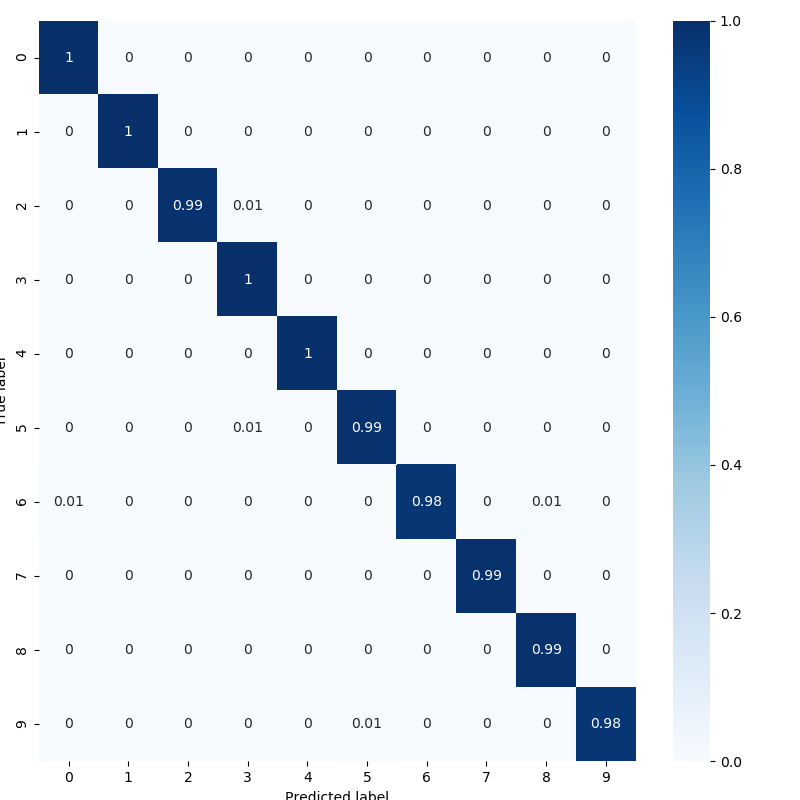 0 1 0 0 0 0 0 0 0 0 0 1.0
1 0 1 0 0 0 0 0 0 0 0
2 0 0 0.99 0.01 0 0 0 0 0 0 0.8
3 0 0 0 1 0 0 0 0 0 0
4 0 0 0 0 1 0 0 0 0 0 0.6
5 0 0 0 0.01 0 0.99 0 0 0 0
6 0.01 0 0 0 0 0 0.98 0 0.01 0 0.4
7 0 0 0 0 0 0 0 0.99 0 0
8 0 0 0 0 0 0 0 0 0.99 0 0.2
9 0 0 0 0 0 0.01 0 0 0 0.98
0.0
0 1 2 3 4 5 6 7 8 9
True label
Predicted label